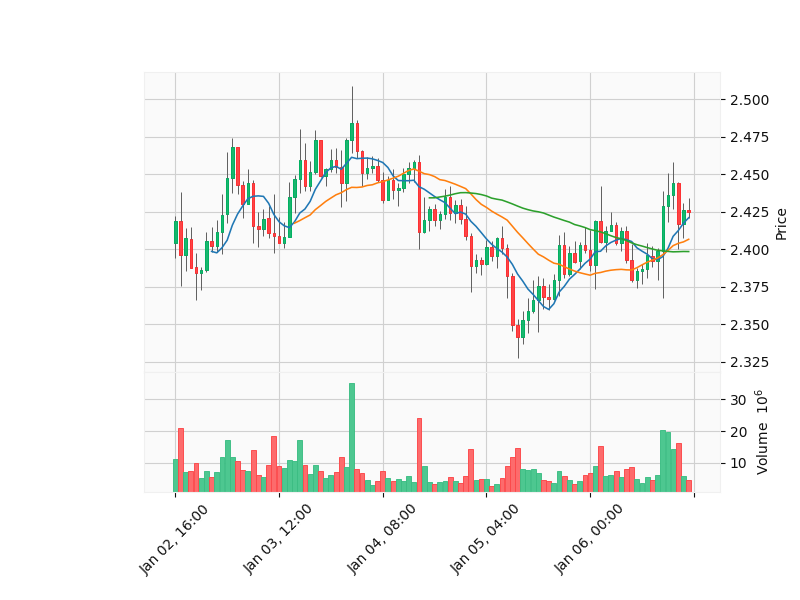 2.500
2.475
2.450
2.425
2.400
2.375
2.350
2.325
Price
30
20
10
Volume 10⁶
Jan 02, 16:00
Jan 03, 12:00
Jan 04, 08:00
Jan 05, 04:00
Jan 06, 00:00